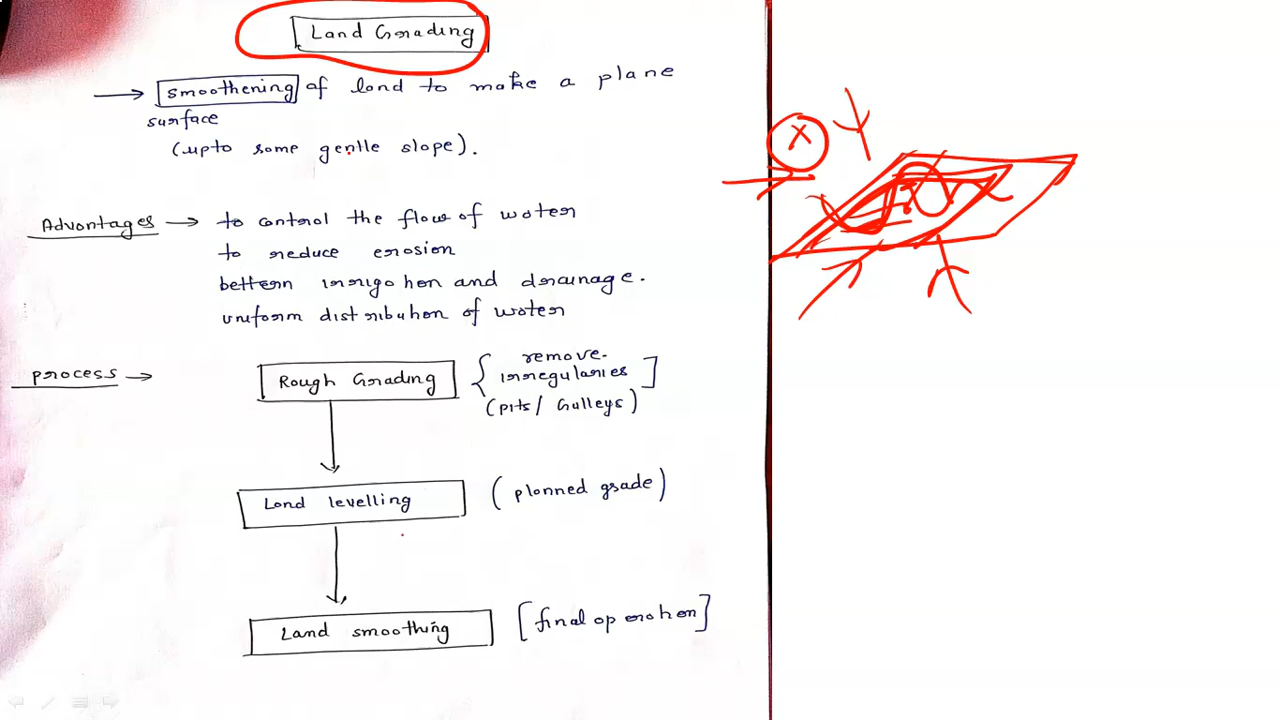 Land Grading
→ smoothening of land to make a plane
surface
(upto some gentle slope).
Advantages → to control the flow of water
to reduce erosion
better irrigation and drainage.
uniform distribution of water
process → Rough Grading { remove
irregularies ]
(pits / Gulleys)
Land levelling (planned grade)
Land smoothing [final operation]
X Y